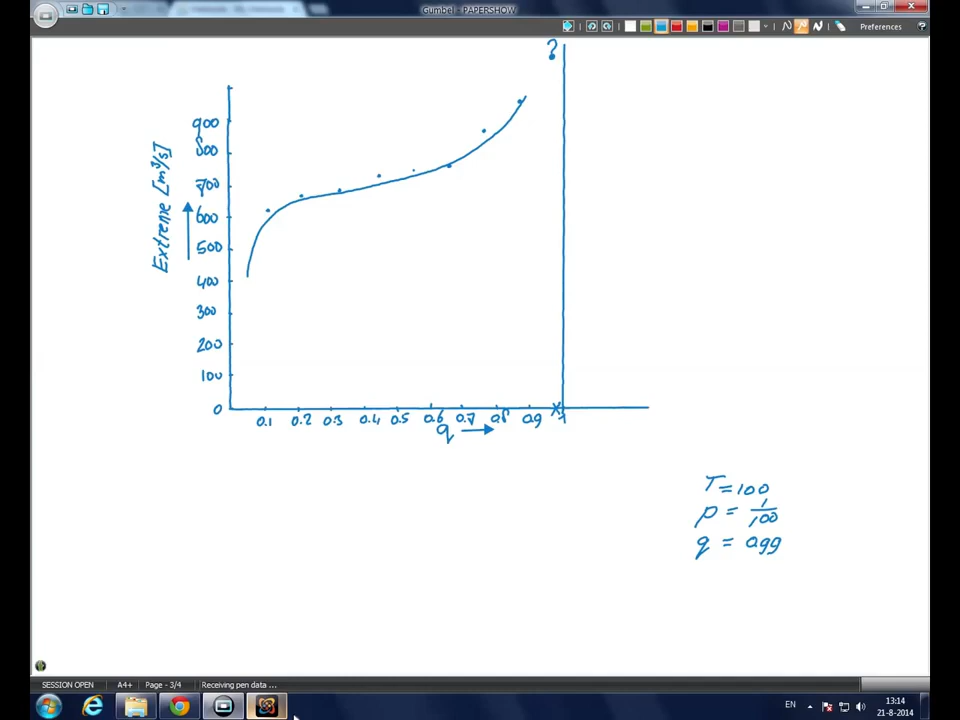 Gumbel - PAPERSHOW
Preferences
?
Extreme [m³/s]
900
800
700
600
500
400
300
200
100
0
0.1 0.2 0.3 0.4 0.5 0.6 0.7 0.8 0.9 1
q
T=100
p = 1/100
q = 0.99
SESSION OPEN A4+ Page - 3/4 Receiving pen data ...
EN
13:14
21-8-2014